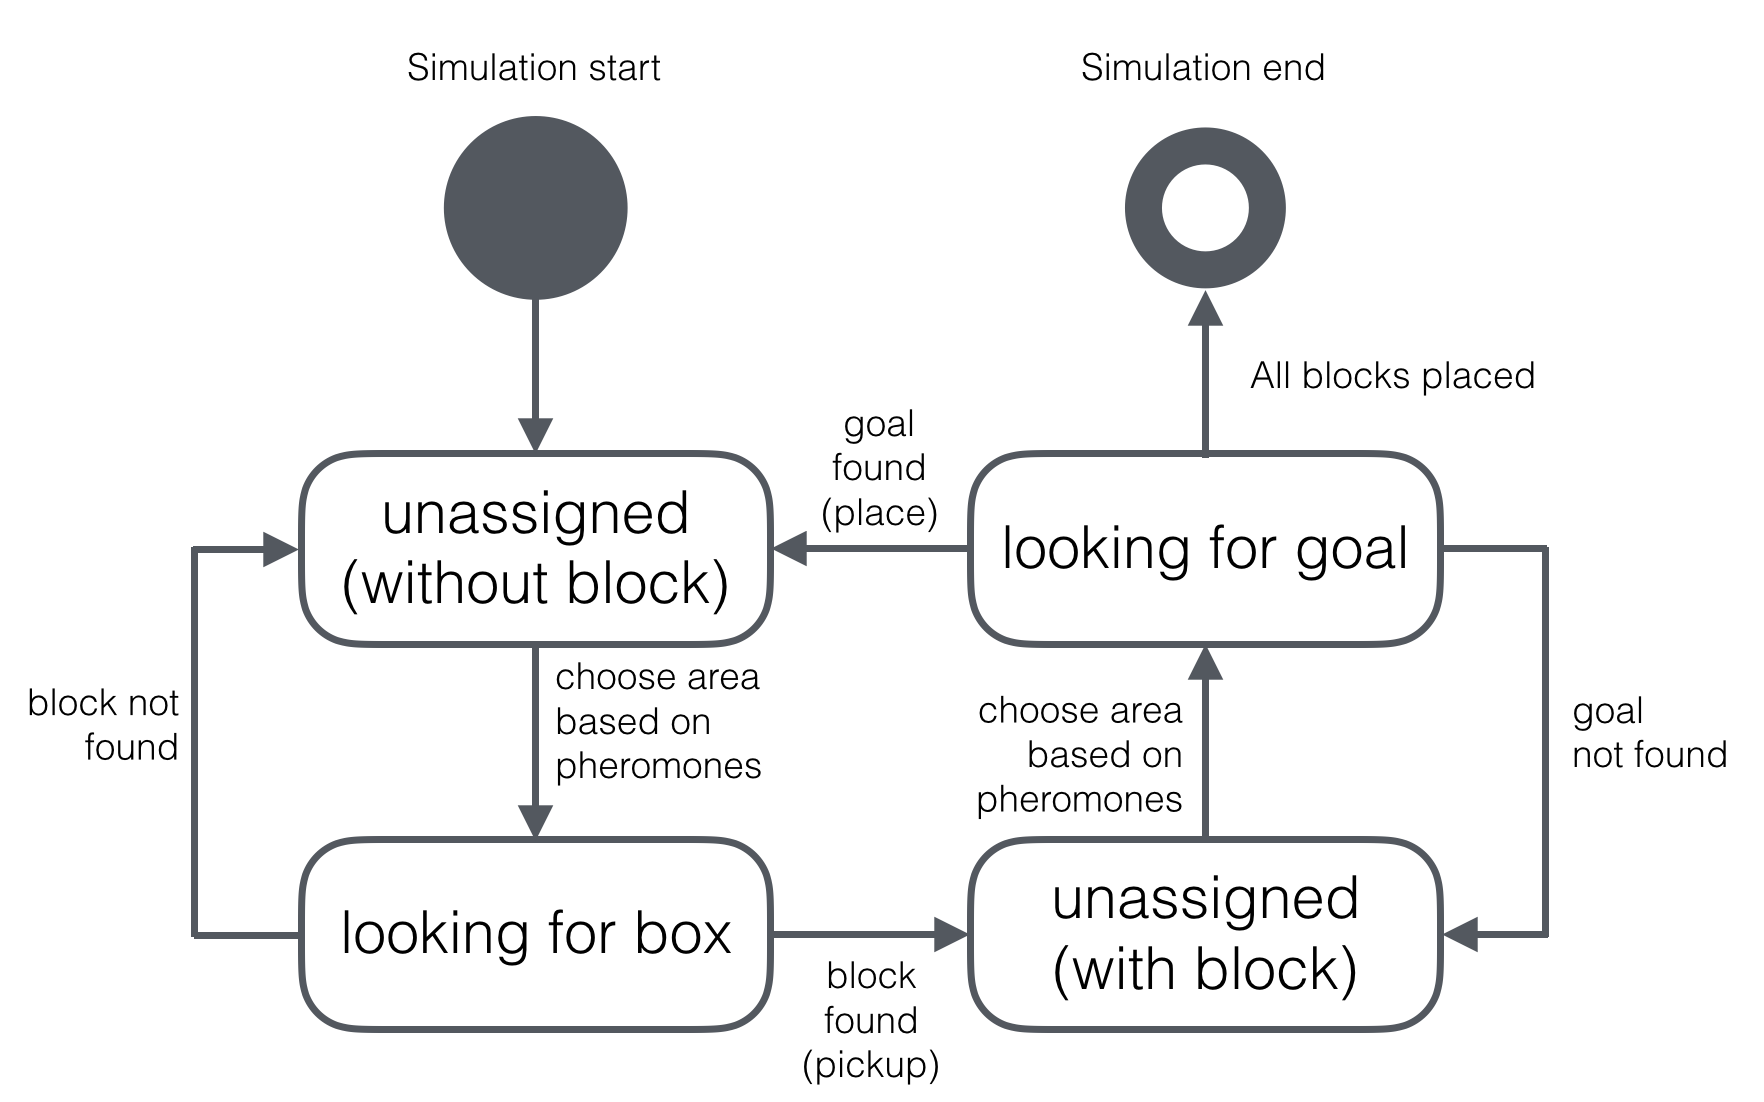 Simulation start
Simulation end
All blocks placed
goal
found
(place)
unassigned
(without block)
looking for goal
block not
found
choose area
based on
pheromones
choose area
based on
pheromones
goal
not found
looking for box
unassigned
(with block)
block
found
(pickup)